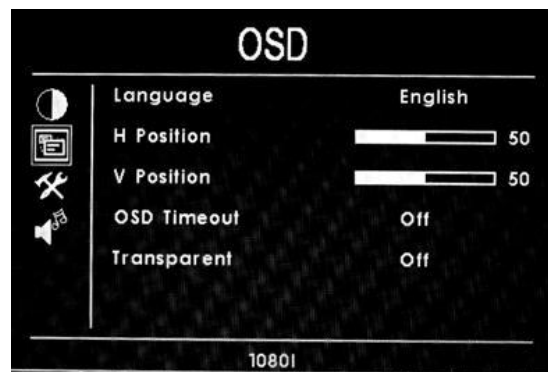 OSD
Language English
H Position 50
V Position 50
OSD Timeout Off
Transparent Off
1080I